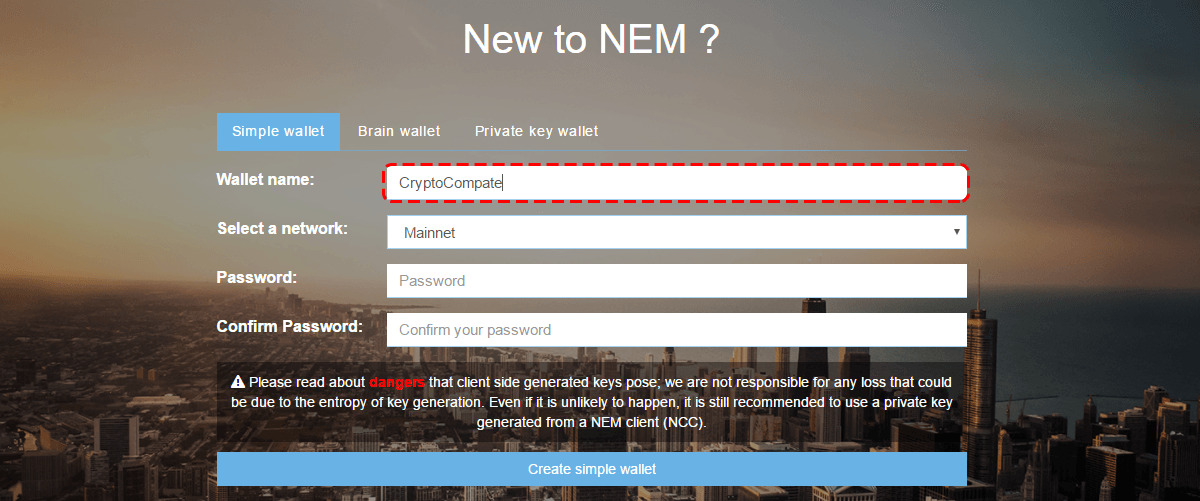 New to NEM ?
Simple wallet Brain wallet Private key wallet
Wallet name: CryptoCompate
Select a network: Mainnet
Password: Password
Confirm Password: Confirm your password
Please read about dangers that client side generated keys pose; we are not responsible for any loss that could
be due to the entropy of key generation. Even if it is unlikely to happen, it is still recommended to use a private key
generated from a NEM client (NCC).
Create simple wallet